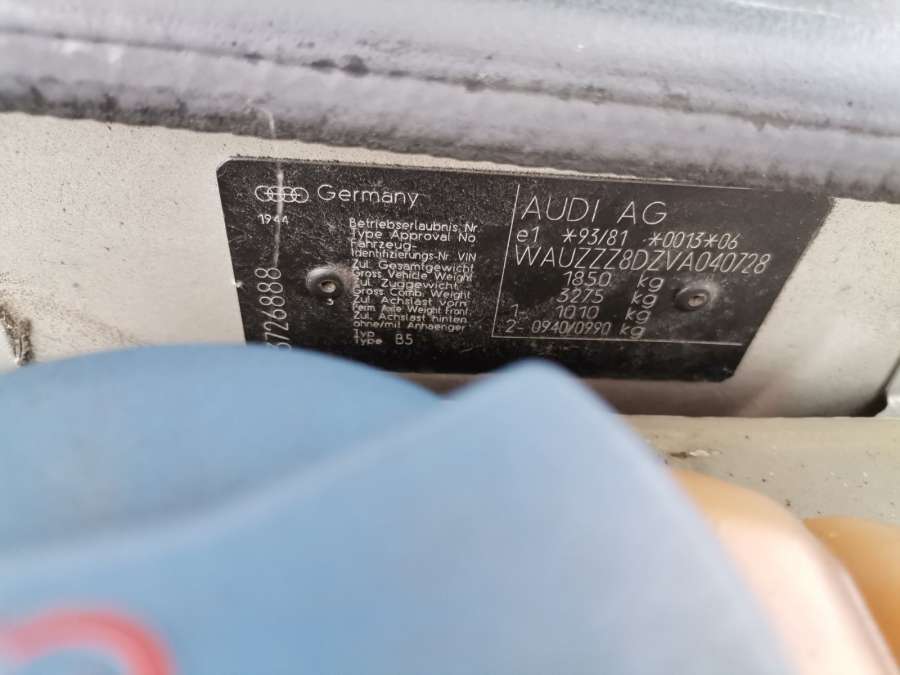 Germany
1944
Betriebserlaubnis Nr.
Type Approval No
Fahrzeug-
Identifizierungs-Nr. VIN
Zul. Gesamtgewicht
Gross Vehicle Weight
Zul. Zuggewicht
Gross Comb. Weight
Zul. Achslast vorn
Perm Axle Weight Front
Zul. Achslast hinten
ohne/mit Anhaenger
Typ
Type B5
AUDI AG
e1 *93/81 *0013*06
WAUZZZ8DZVA040728
1850 kg
3275 kg
1- 1010 kg
2- 0940/0990 kg
3726888